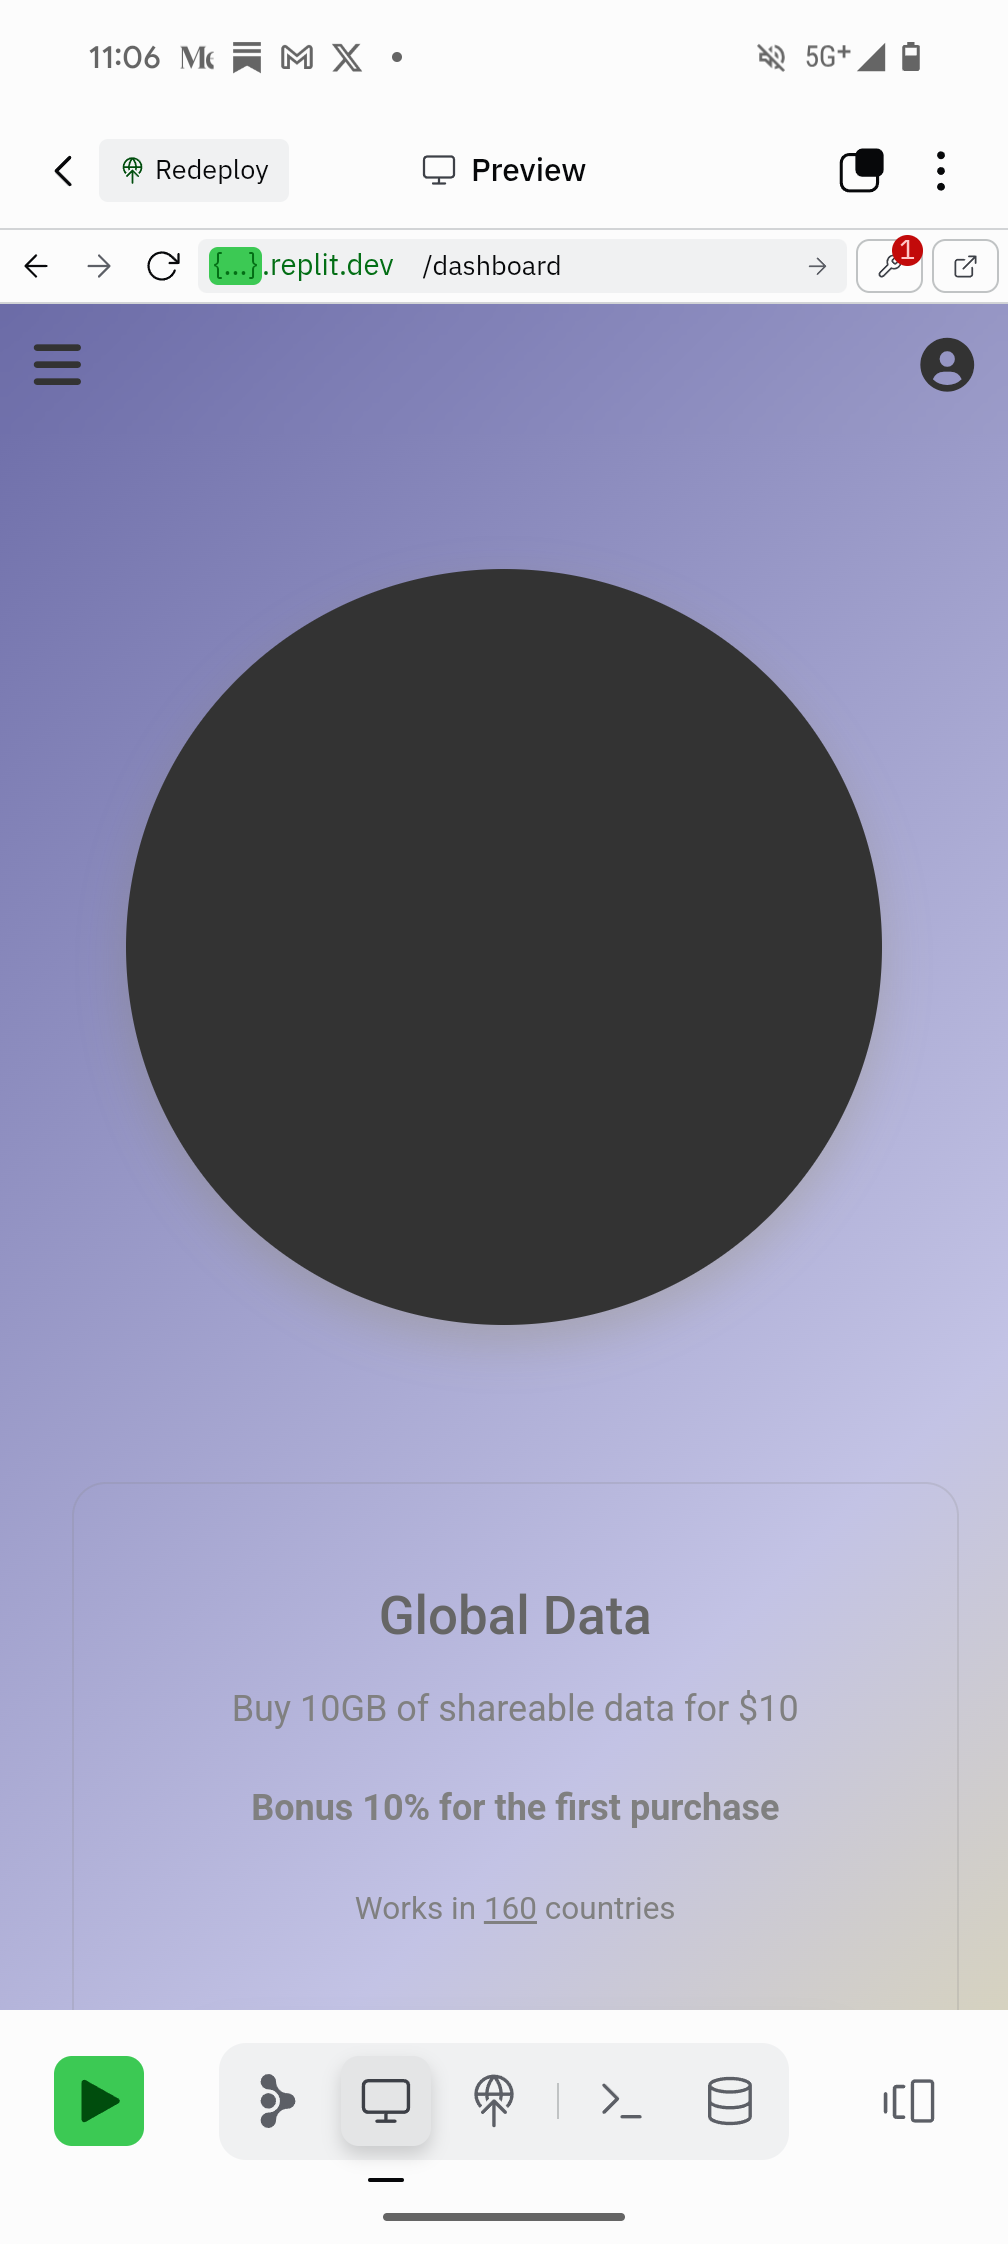 11:06 5G+
Redeploy Preview
{...}.replit.dev /dashboard 1
Global Data
Buy 10GB of shareable data for $10
Bonus 10% for the first purchase
Works in 160 countries